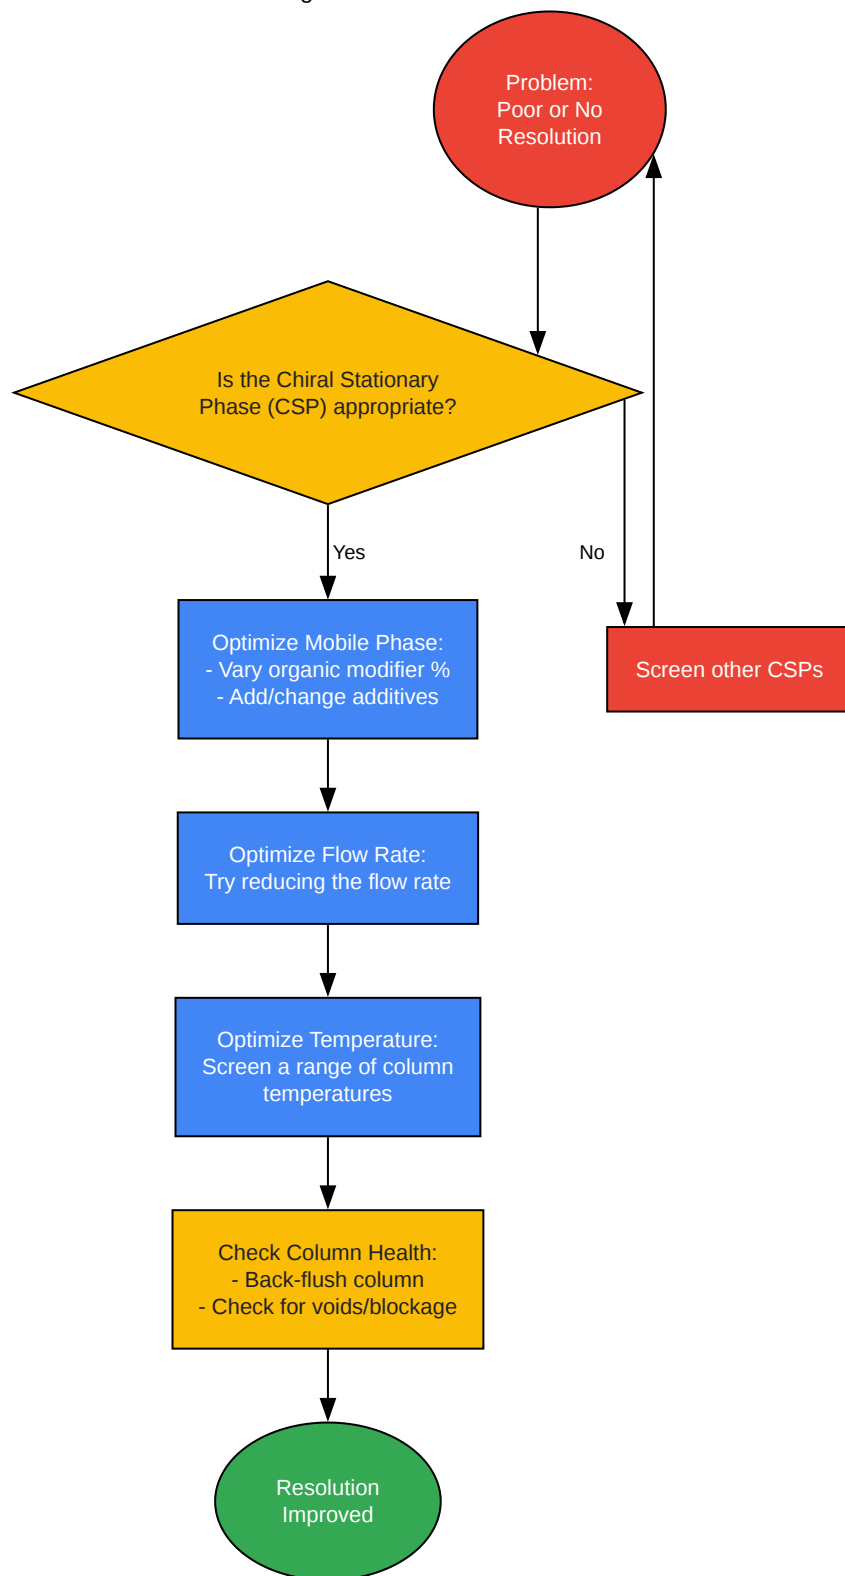 Problem:
Poor or No
Resolution
Is the Chiral Stationary
Phase (CSP) appropriate?
Yes
No
Optimize Mobile Phase:
- Vary organic modifier %
- Add/change additives
Screen other CSPs
Optimize Flow Rate:
Try reducing the flow rate
Optimize Temperature:
Screen a range of column
temperatures
Check Column Health:
- Back-flush column
- Check for voids/blockage
Resolution
Improved